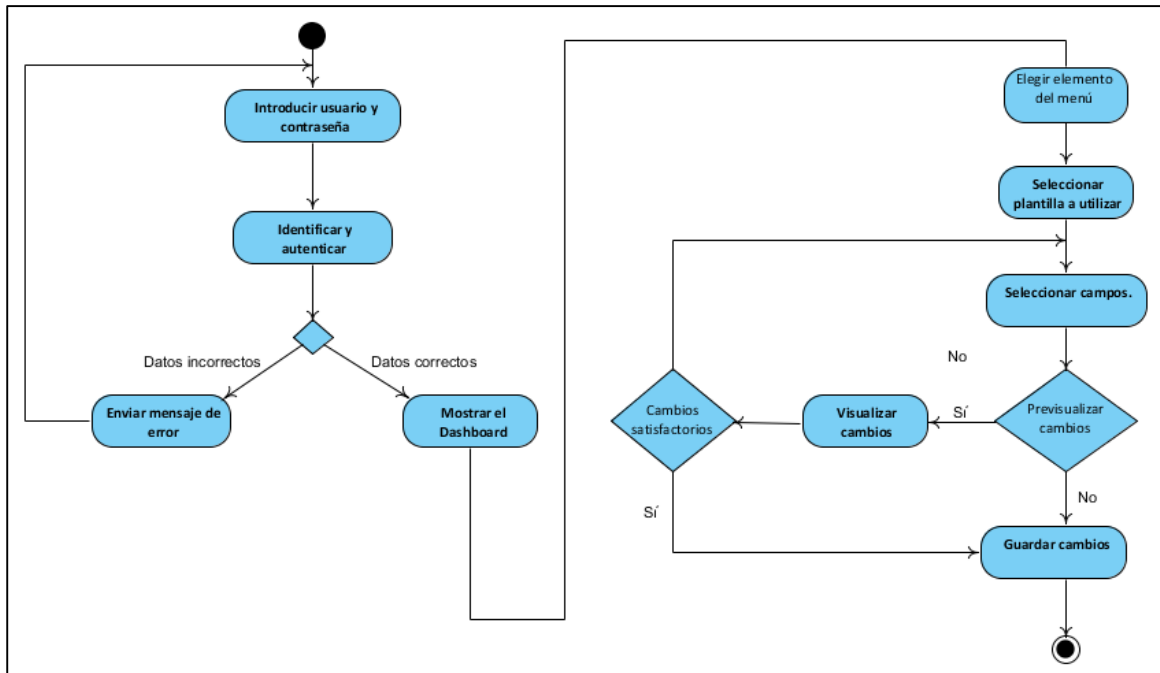 Introducir usuario y
contraseña
Identificar y
autenticar
Datos incorrectos
Datos correctos
Enviar mensaje de
error
Mostrar el
Dashboard
Elegir elemento
del menú
Seleccionar
plantilla a utilizar
Seleccionar campos.
No
Previsualizar
cambios
Sí
Visualizar
cambios
Cambios
satisfactorios
Sí
No
Guardar cambios